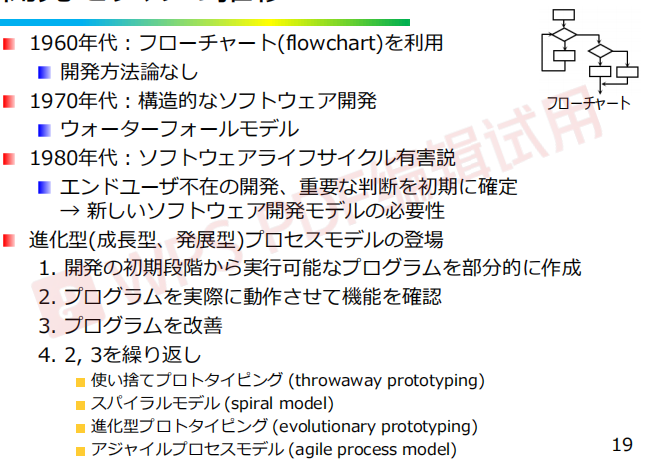 1960年代：フローチャート(flowchart)を利用
開発方法論なし
1970年代：構造的なソフトウェア開発
ウォーターフォールモデル
1980年代：ソフトウェアライフサイクル有害説
エンドユーザ不在の開発、重要な判断を初期に確定
→ 新しいソフトウェア開発モデルの必要性
進化型(成長型、発展型)プロセスモデルの登場
1. 開発の初期段階から実行可能なプログラムを部分的に作成
2. プログラムを実際に動作させて機能を確認
3. プログラムを改善
4. 2, 3を繰り返し
使い捨てプロトタイピング (throwaway prototyping)
スパイラルモデル (spiral model)
進化型プロトタイピング (evolutionary prototyping)
アジャイルプロセスモデル (agile process model)
フローチャート
WPS PDF编辑试用
19